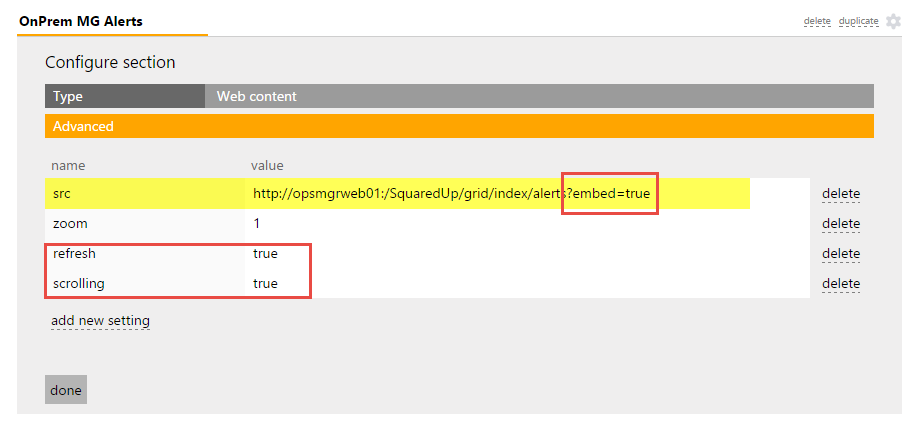 OnPrem MG Alerts delete duplicate
Configure section
Type Web content
Advanced
name value
src http://opsmgrweb01:/SquaredUp/grid/index/alerts?embed=true delete
zoom 1 delete
refresh true delete
scrolling true delete
add new setting
done